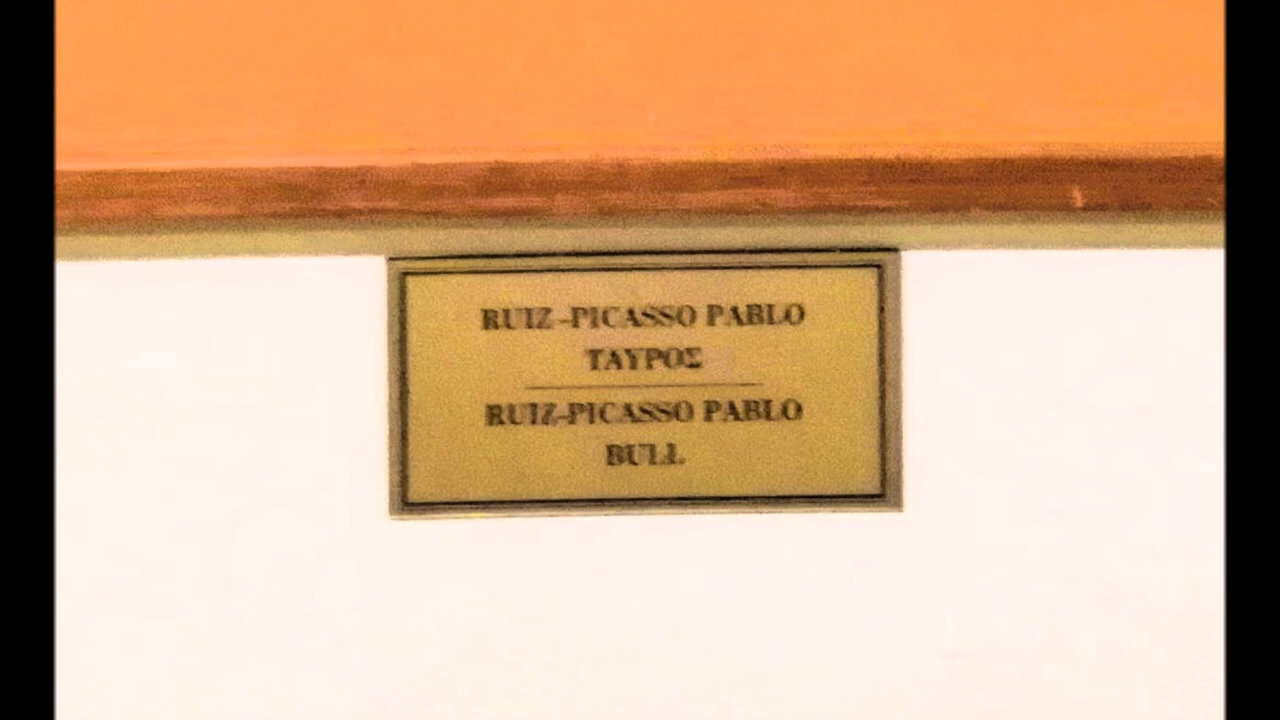 RUIZ-PICASSO PABLO
ΤΑΥΡΟΣ
RUIZ-PICASSO PABLO
BULL